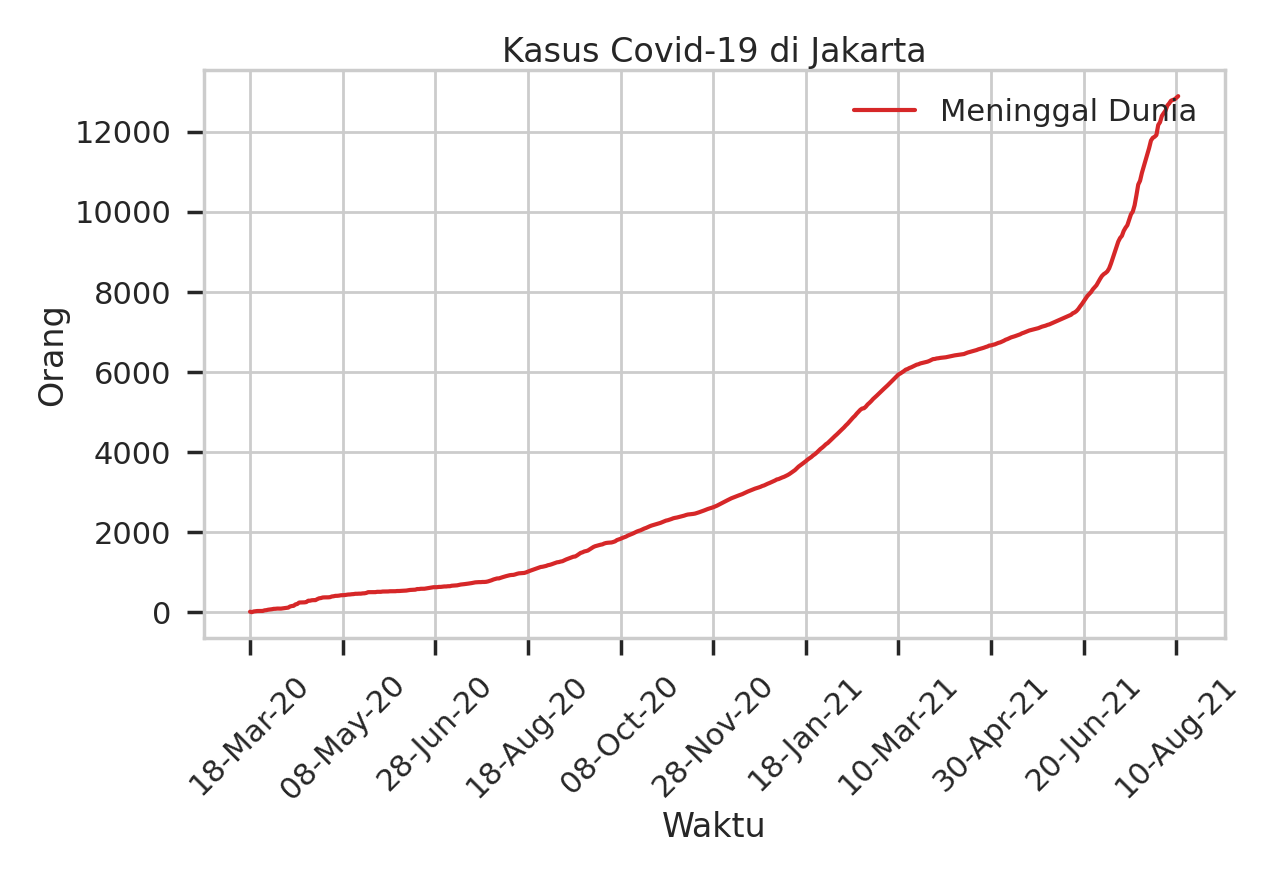 Kasus Covid-19 di Jakarta
Meninggal Dunia
Orang
12000
10000
8000
6000
4000
2000
0
18-Mar-20
08-May-20
28-Jun-20
18-Aug-20
08-Oct-20
28-Nov-20
18-Jan-21
10-Mar-21
30-Apr-21
20-Jun-21
10-Aug-21
Waktu